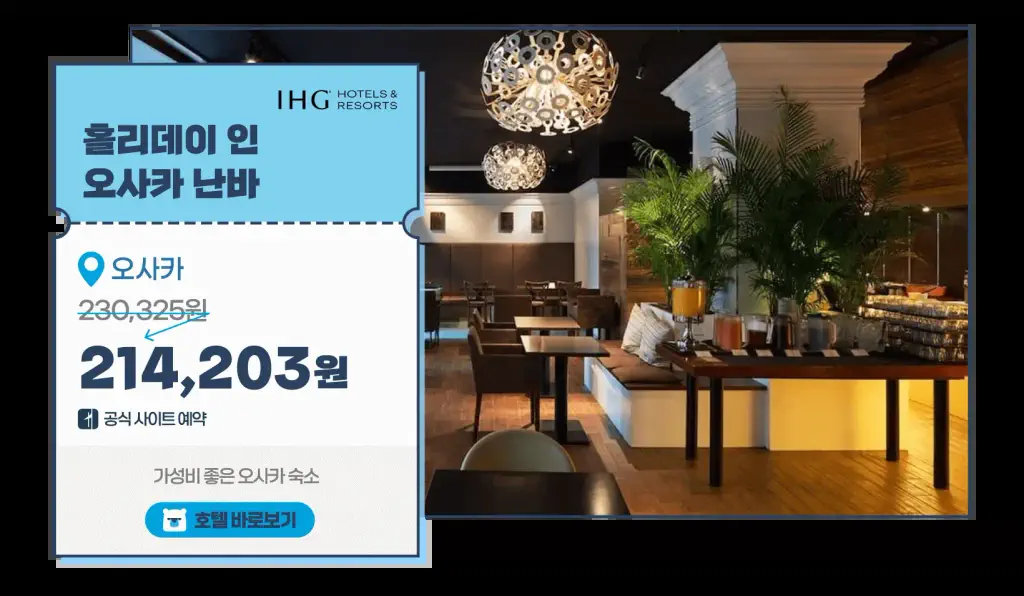 IHG HOTELS &
RESORTS
홀리데이 인
오사카 난바
오사카
230,325원
214,203원
공식 사이트 예약
가성비 좋은 오사카 숙소
호텔 바로보기